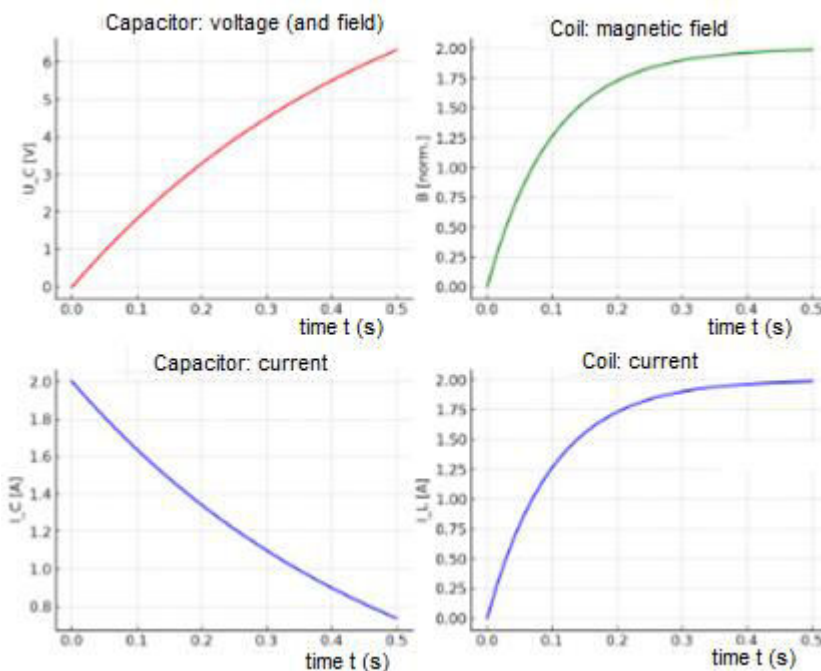 Capacitor: voltage (and field)
6
5
4
3
2
1
0
U_C [V]
0.0 0.1 0.2 0.3 0.4 0.5
time t (s)
Coil: magnetic field
2.00
1.75
1.50
1.25
1.00
0.75
0.50
0.25
0.00
B [norm.]
0.0 0.1 0.2 0.3 0.4 0.5
time t (s)
Capacitor: current
2.0
1.8
1.6
1.4
1.2
1.0
0.8
I_C [A]
0.0 0.1 0.2 0.3 0.4 0.5
time t (s)
Coil: current
2.00
1.75
1.50
1.25
1.00
0.75
0.50
0.25
0.00
I_L [A]
0.0 0.1 0.2 0.3 0.4 0.5
time t (s)